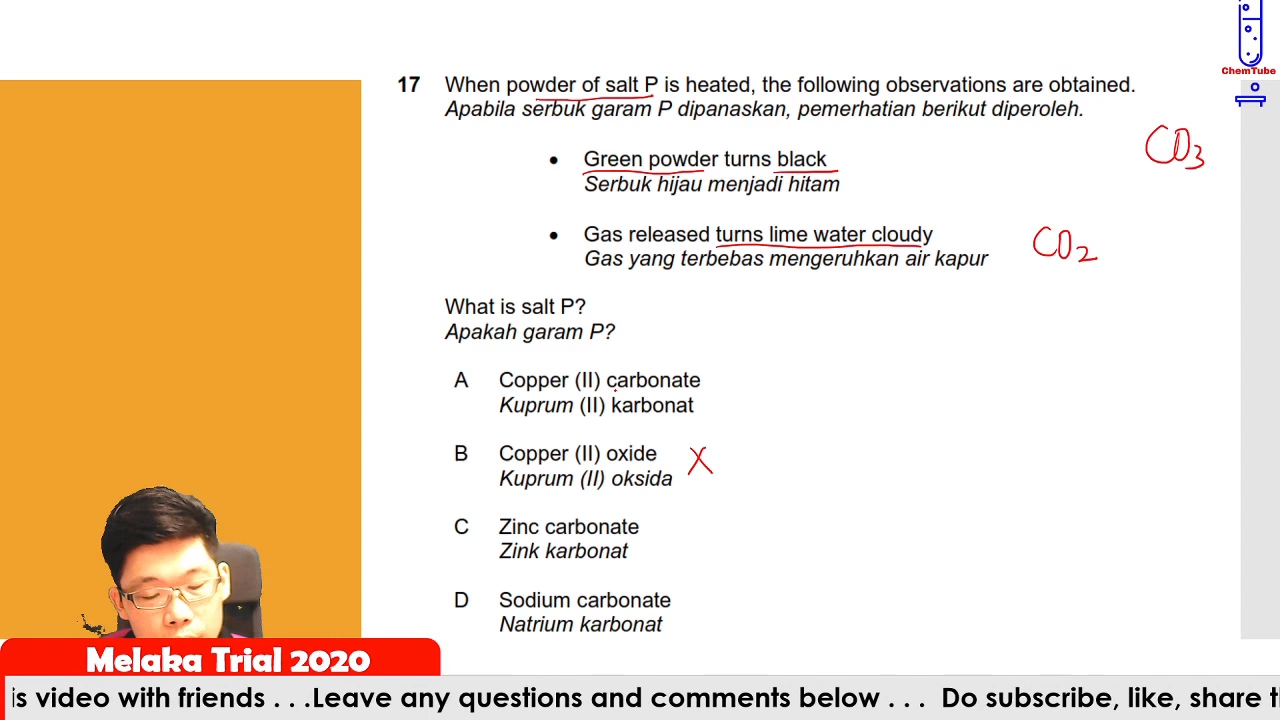 ChemTube
17 When powder of salt P is heated, the following observations are obtained.
Apabila serbuk garam P dipanaskan, pemerhatian berikut diperoleh.
CO3
• Green powder turns black
Serbuk hijau menjadi hitam
• Gas released turns lime water cloudy
Gas yang terbebas mengeruhkan air kapur
CO2
What is salt P?
Apakah garam P?
A Copper (II) carbonate
Kuprum (II) karbonat
B Copper (II) oxide X
Kuprum (II) oksida
C Zinc carbonate
Zink karbonat
D Sodium carbonate
Natrium karbonat
Melaka Trial 2020
is video with friends . . .Leave any questions and comments below . . . Do subscribe, like, share t